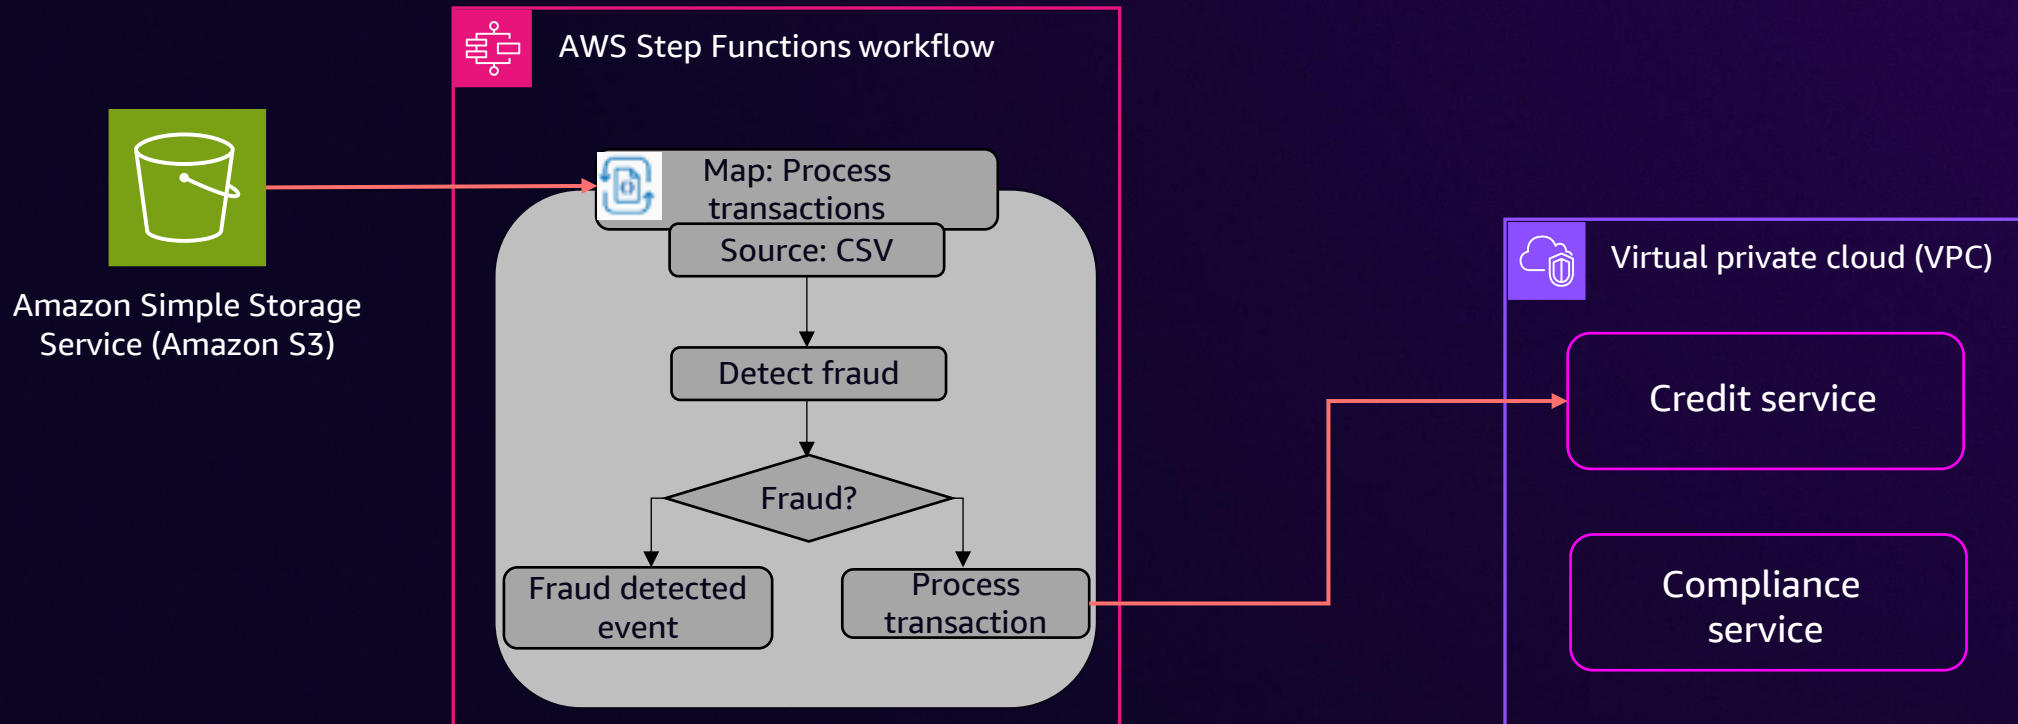 AWS Step Functions workflow
Amazon Simple Storage
Service (Amazon S3)
Map: Process
transactions
Source: CSV
Detect fraud
Fraud?
Fraud detected
event
Process
transaction
Virtual private cloud (VPC)
Credit service
Compliance
service